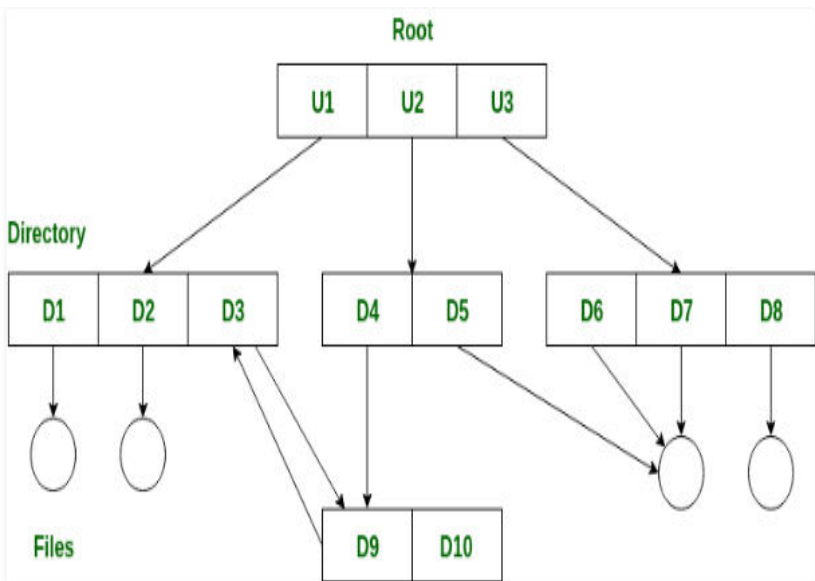 Root
U1 U2 U3
Directory
D1 D2 D3 D4 D5 D6 D7 D8
Files
D9 D10